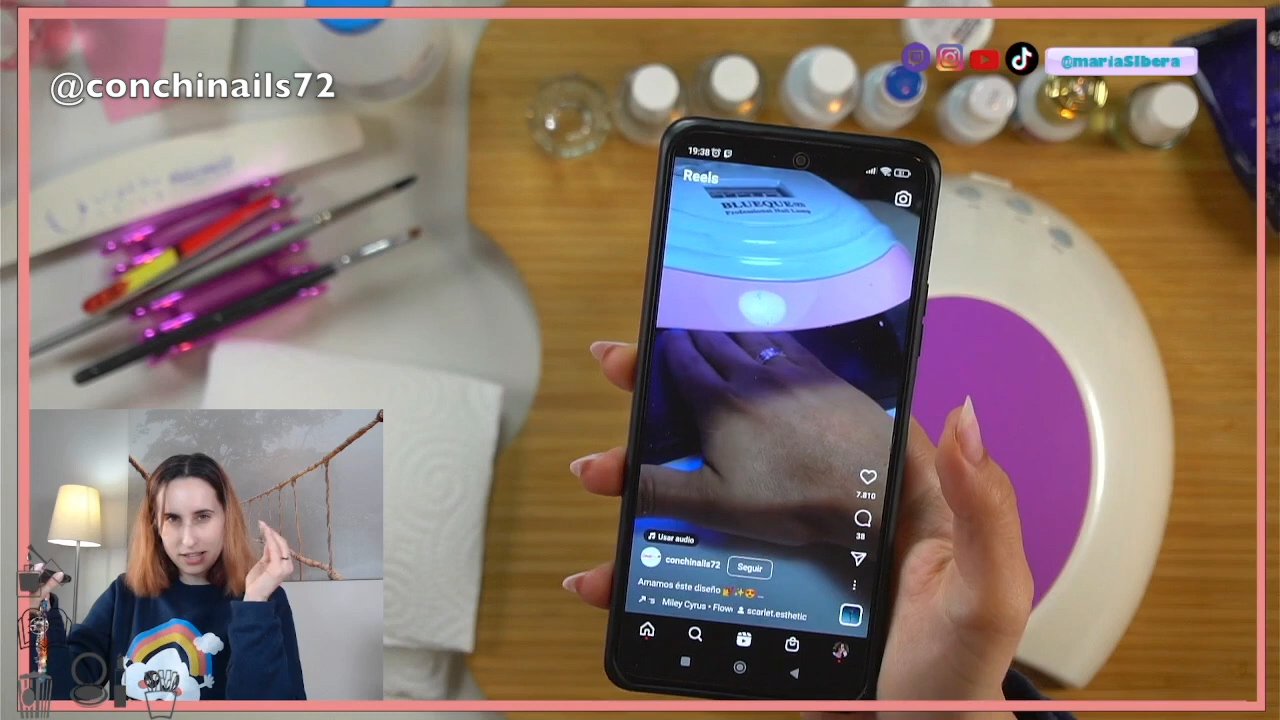 @conchinails72
@mariaSibera
19:38
Reels
BLUEQUE
Professional Nail Lamp
7.810
38
Usar audio
conchinails72
Seguir
Amamos éste diseño
Miley Cyrus • Flow
scarlet.esthetic